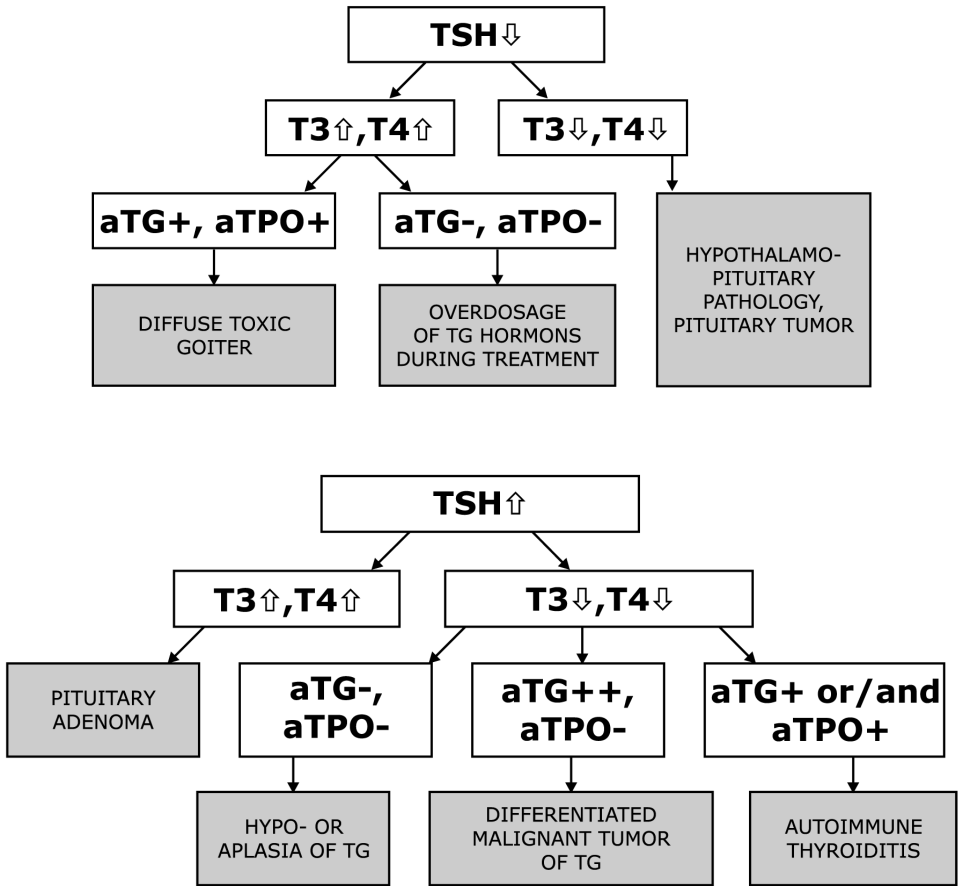 TSH⇩
T3⇧,T4⇧
T3⇩,T4⇩
aTG+, aTPO+
aTG-, aTPO-
HYPOTHALAMO-
PITUITARY
PATHOLOGY,
PITUITARY TUMOR
DIFFUSE TOXIC
GOITER
OVERDOSAGE
OF TG HORMONS
DURING TREATMENT
TSH⇧
T3⇧,T4⇧
T3⇩,T4⇩
PITUITARY
ADENOMA
aTG-,
aTPO-
aTG++,
aTPO-
aTG+ or/and
aTPO+
HYPO- OR
APLASIA OF TG
DIFFERENTIATED
MALIGNANT TUMOR
OF TG
AUTOIMMUNE
THYROIDITIS